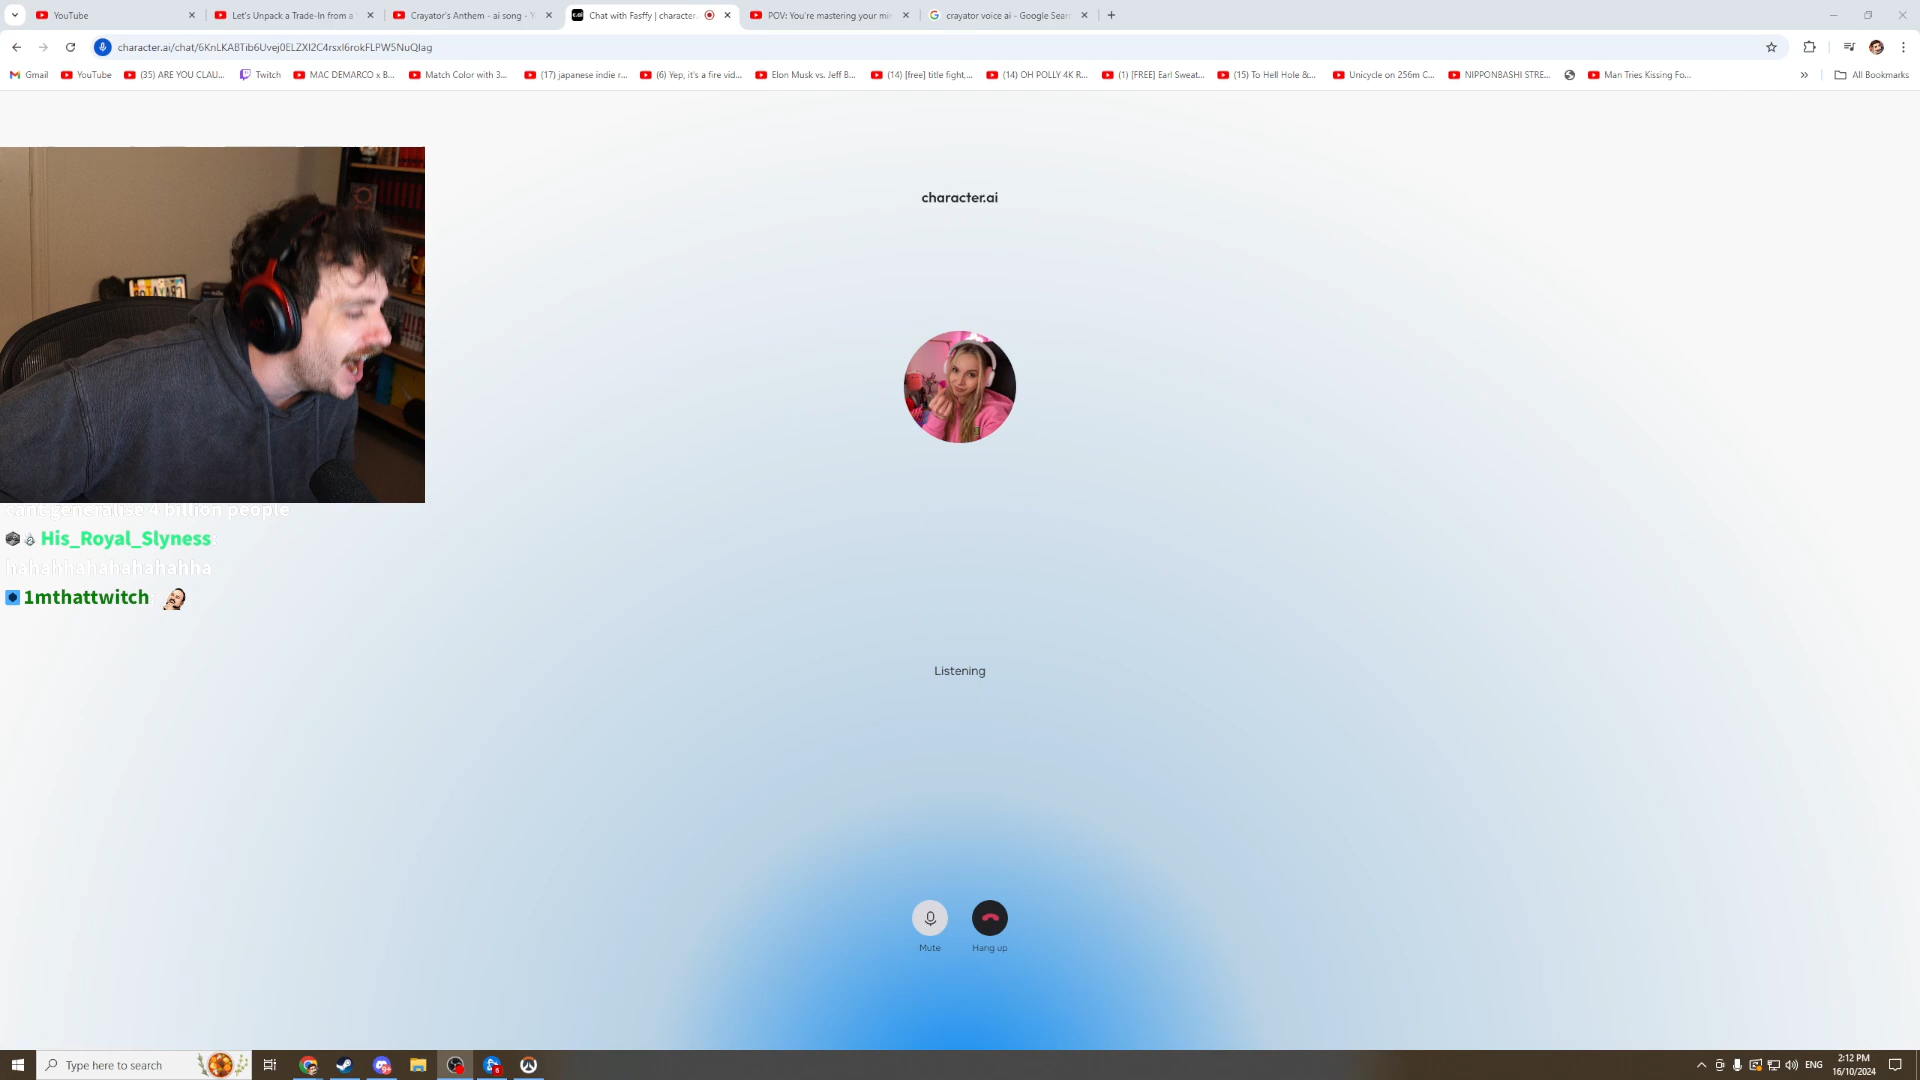 YouTube
Let's Unpack a Trade-In from a
Crayator's Anthem - ai song - Y
Chat with Fasffy | character.
POV: You're mastering your mi
crayator voice ai - Google Sear
character.ai/chat/6KnLKABTib6Uvej0ELZXl2C4rsxl6rokFLPW5NuQIag
Gmail
YouTube
(35) ARE YOU CLAU...
Twitch
MAC DEMARCO x B...
Match Color with 3...
(17) japanese indie r...
(6) Yep, it's a fire vid...
Elon Musk vs. Jeff B...
(14) [free] title fight,...
(14) OH POLLY 4K R...
(1) [FREE] Earl Sweat...
(15) To Hell Hole &...
Unicycle on 256m C...
NIPPONBASHI STRE...
Man Tries Kissing Fo...
All Bookmarks
character.ai
cant generalise 4 billion people
His_Royal_Slyness:
hahahhahahahahahha
1mthattwitch
Listening
Mute
Hang up
Type here to search
ENG
2:12 PM
16/10/2024